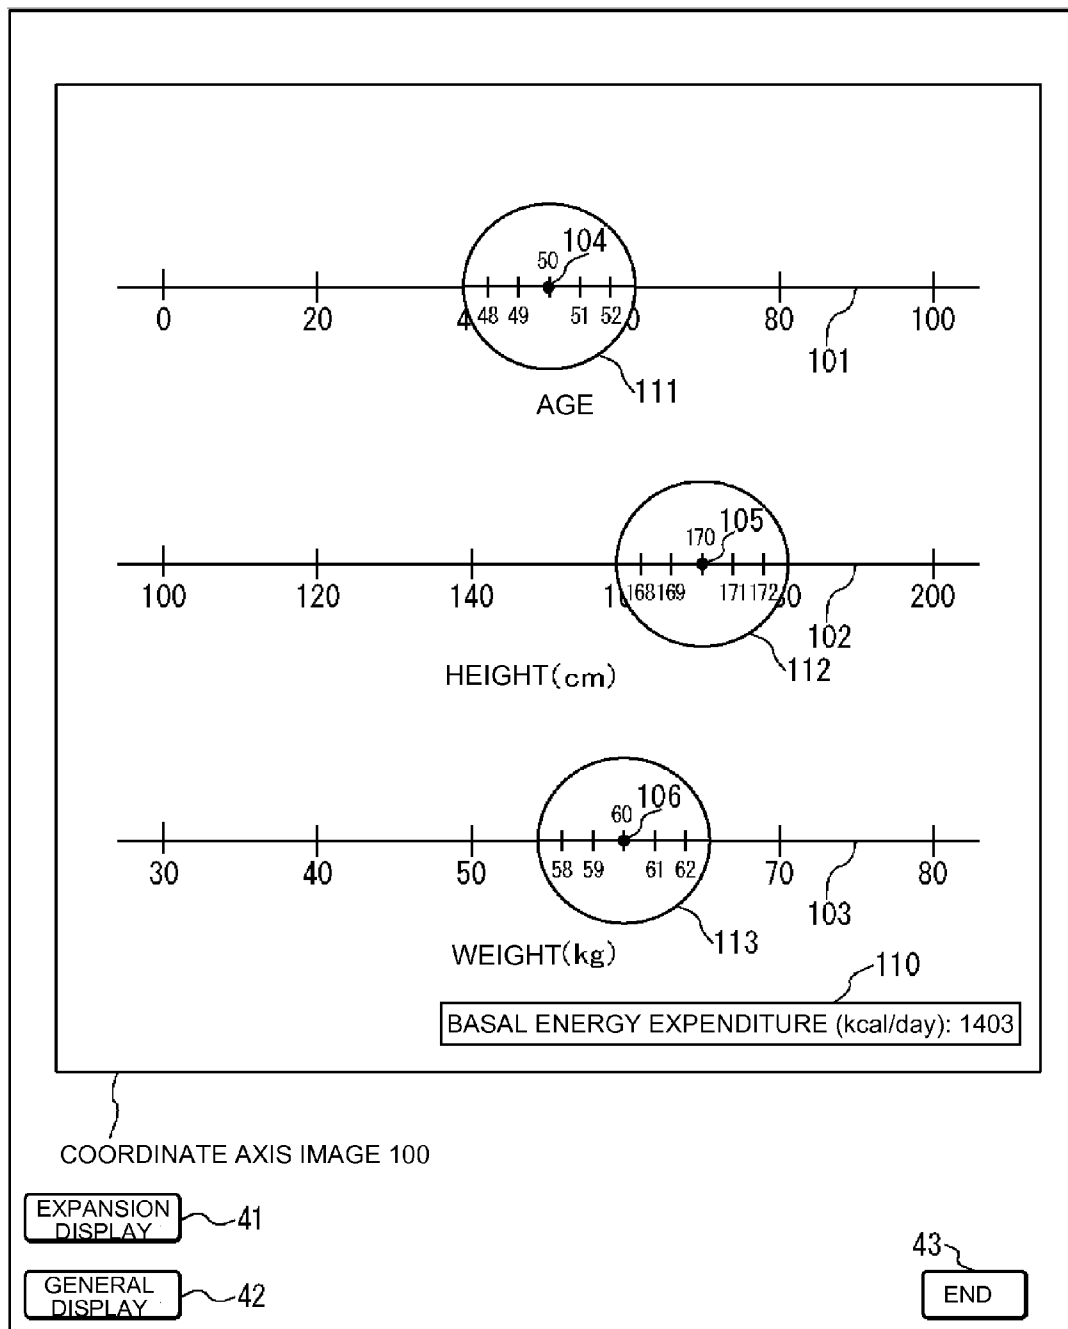 50 104
0 20 4 48 49 51 52 0 80 100
101
111
AGE
170 105
100 120 140 1 168 169 171 172 0 200
102
112
HEIGHT(cm)
60 106
30 40 50 58 59 61 62 70 80
103
113
WEIGHT(kg)
110
BASAL ENERGY EXPENDITURE (kcal/day): 1403
COORDINATE AXIS IMAGE 100
EXPANSION
DISPLAY
41
43
GENERAL
DISPLAY
42
END